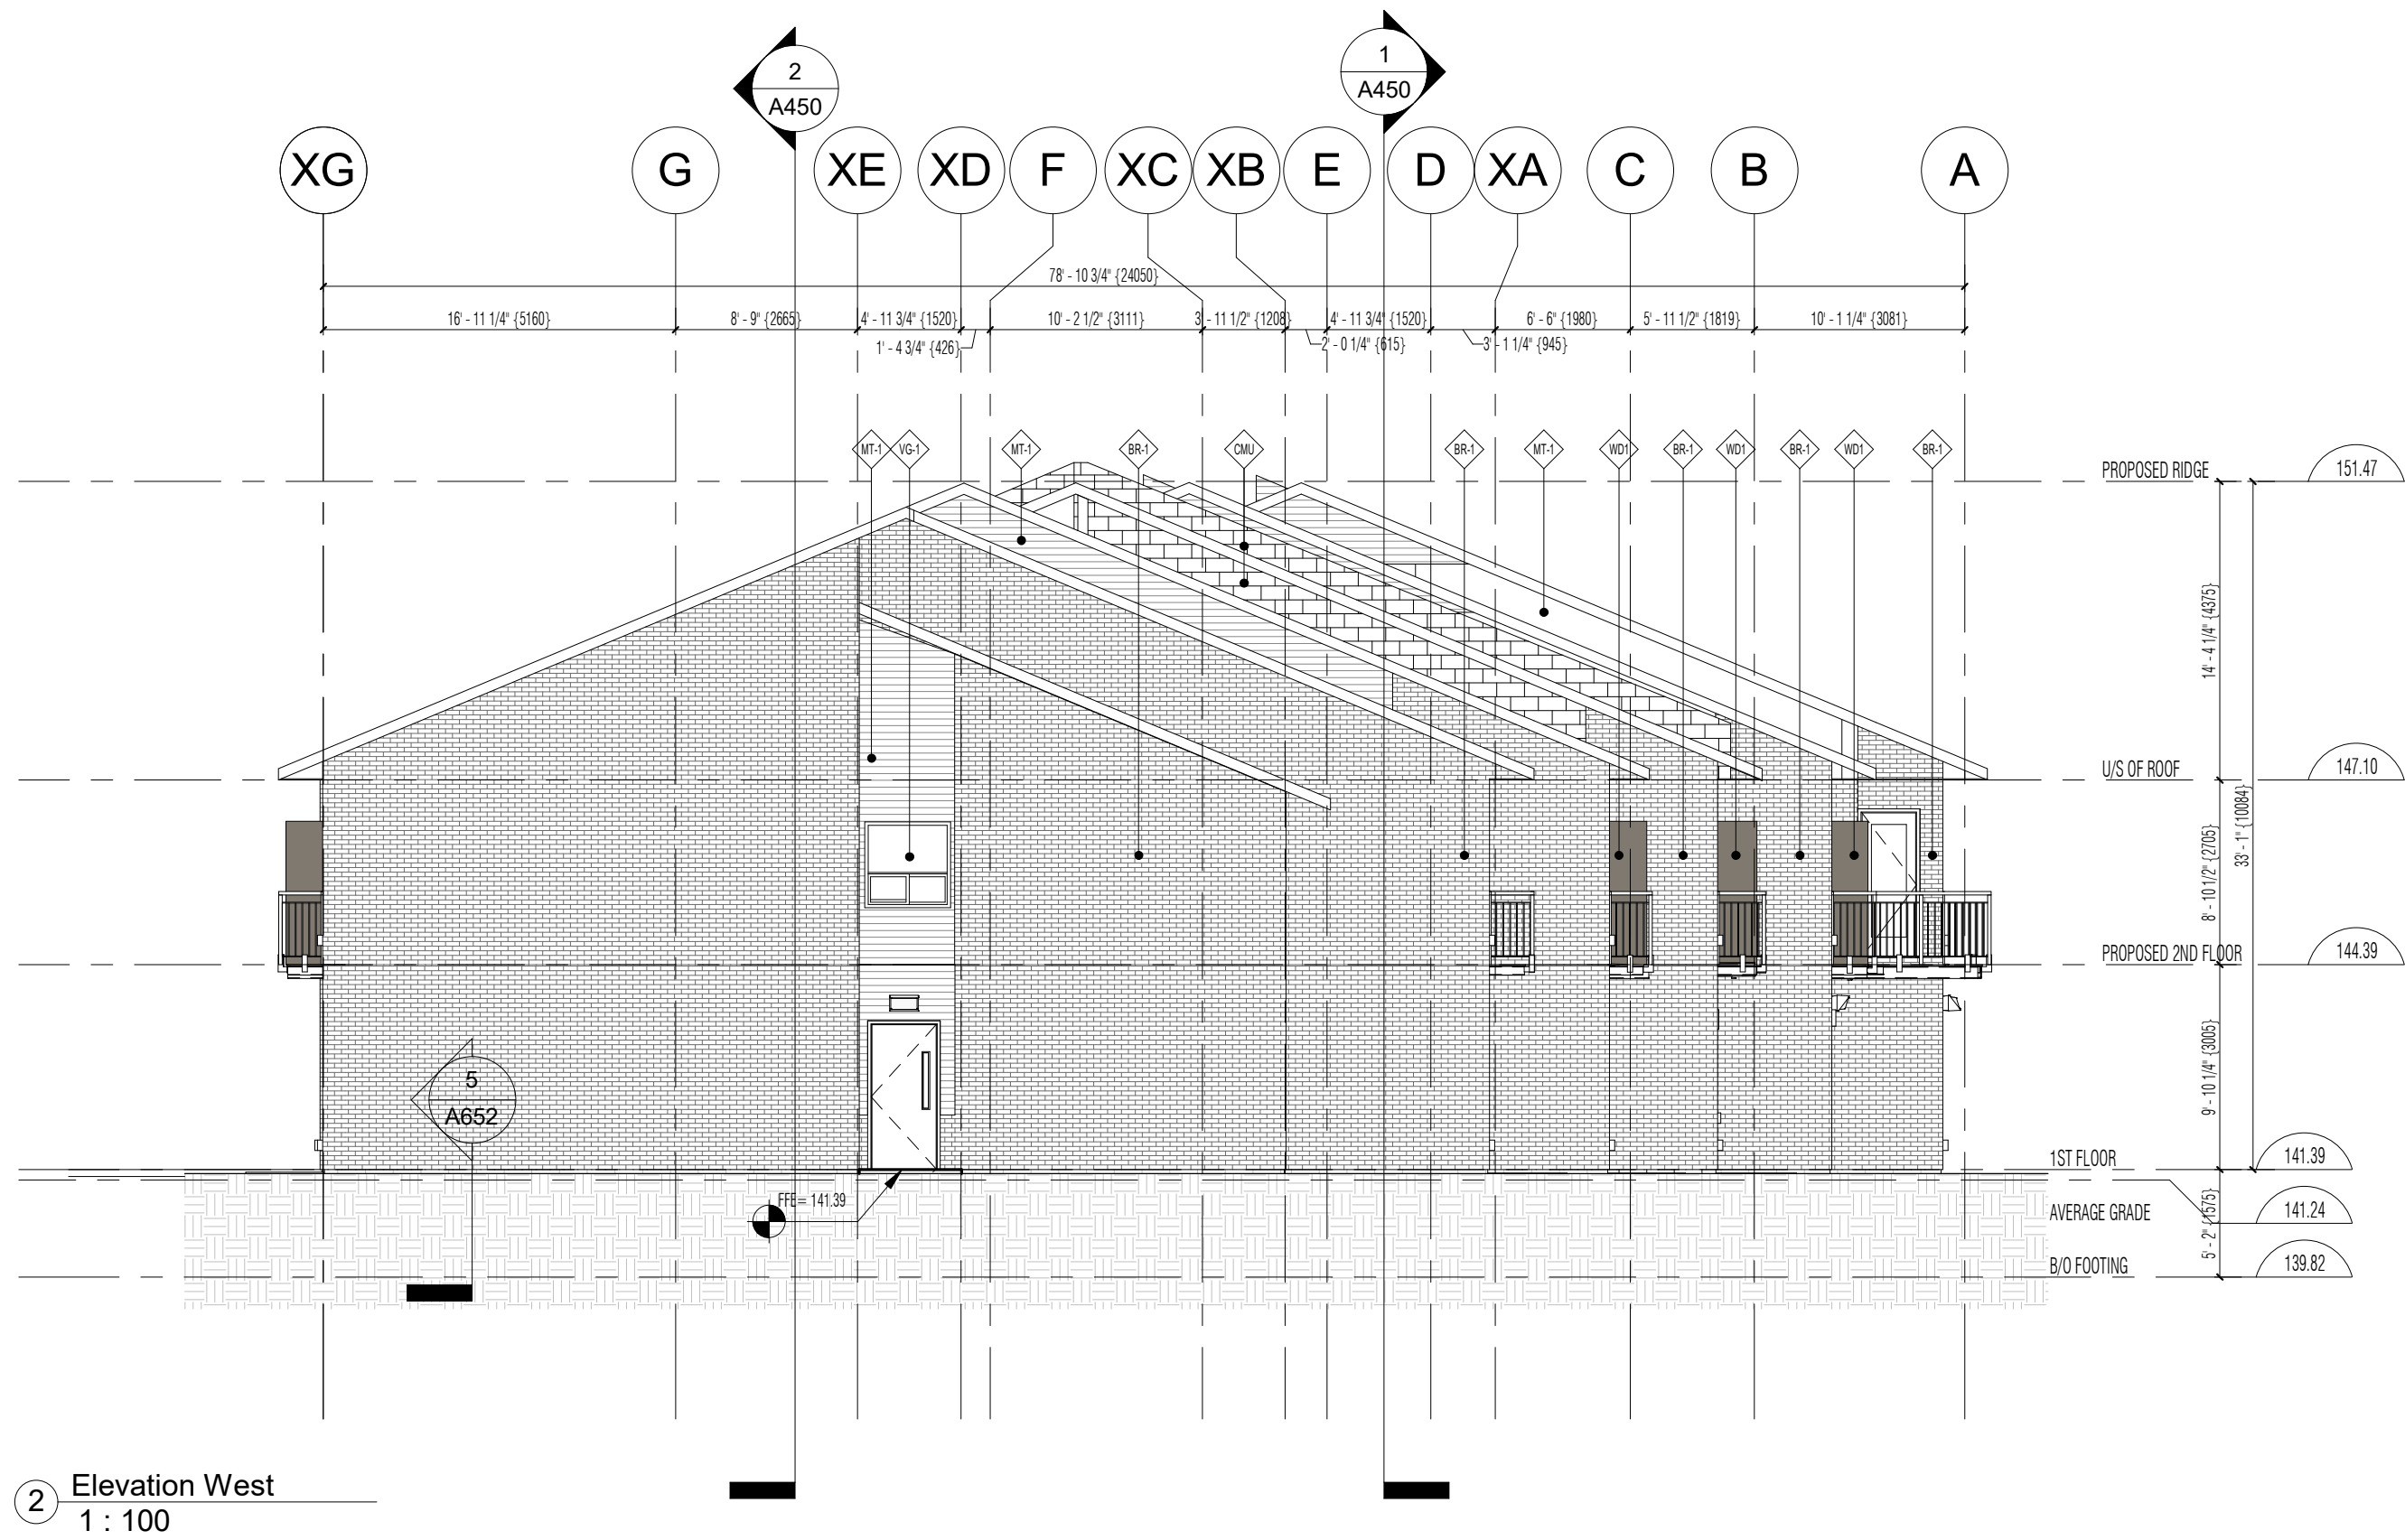 2
A450
1
A450
XG
G
XE
XD
F
XC
XB
E
D
XA
C
B
A
78' - 10 3/4" {24050}
16' - 11 1/4" {5160}
8' - 9" {2665}
4' - 11 3/4" {1520}
10' - 2 1/2" {3111}
3' - 11 1/2" {1208}
4' - 11 3/4" {1520}
6' - 6" {1980}
5' - 11 1/2" {1819}
10' - 1 1/4" {3081}
1' - 4 3/4" {426}
2' - 0 1/4" {615}
3' - 1 1/4" {945}
MT-1
VG-1
MT-1
BR-1
CMU
BR-1
MT-1
WD1
BR-1
WD1
BR-1
WD1
BR-1
PROPOSED RIDGE
151.47
14' - 4 1/4" {4375}
U/S OF ROOF
147.10
8' - 10 1/2" {2705}
33' - 1" {10084}
PROPOSED 2ND FLOOR
144.39
9' - 10 1/4" {3005}
5
A652
1ST FLOOR
141.39
FFE= 141.39
AVERAGE GRADE
141.24
5' - 2" {1575}
B/O FOOTING
139.82
2
Elevation West
1 : 100